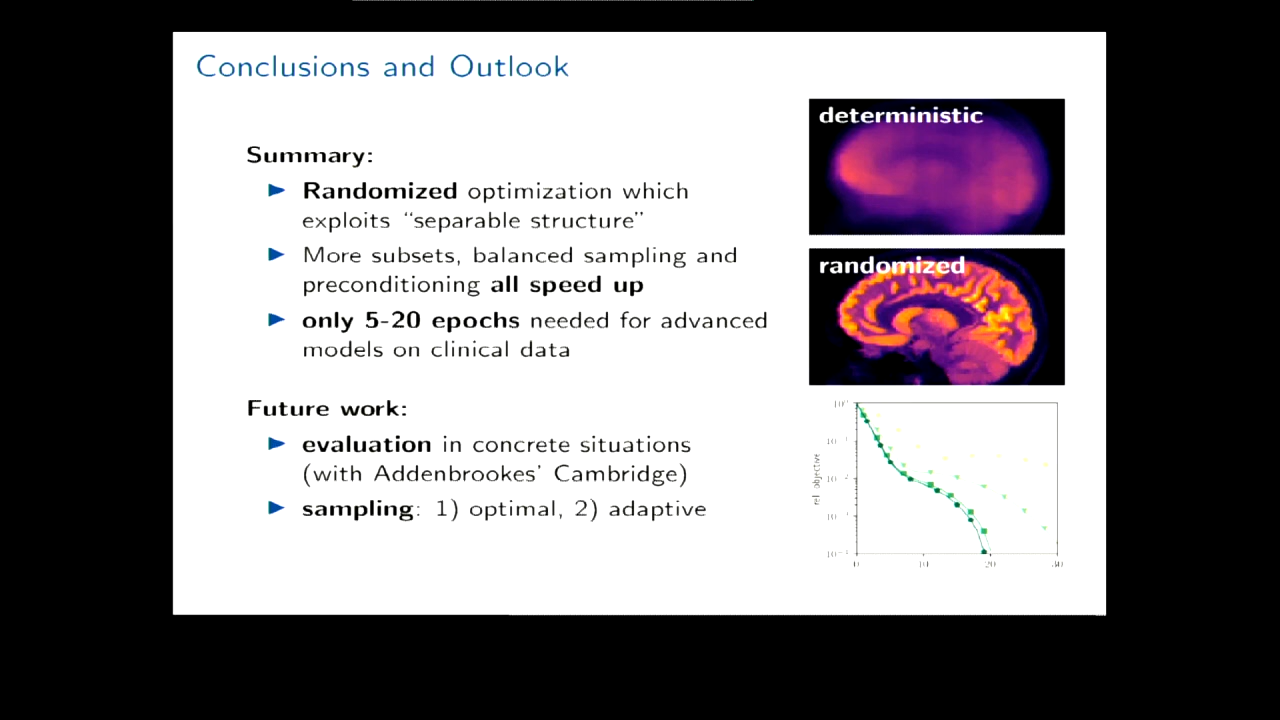 Conclusions and Outlook
Summary:
Randomized optimization which
exploits “separable structure”
More subsets, balanced sampling and
preconditioning all speed up
only 5-20 epochs needed for advanced
models on clinical data
Future work:
evaluation in concrete situations
(with Addenbrookes’ Cambridge)
sampling: 1) optimal, 2) adaptive
deterministic
randomized
rel. objective
0 10 20 30